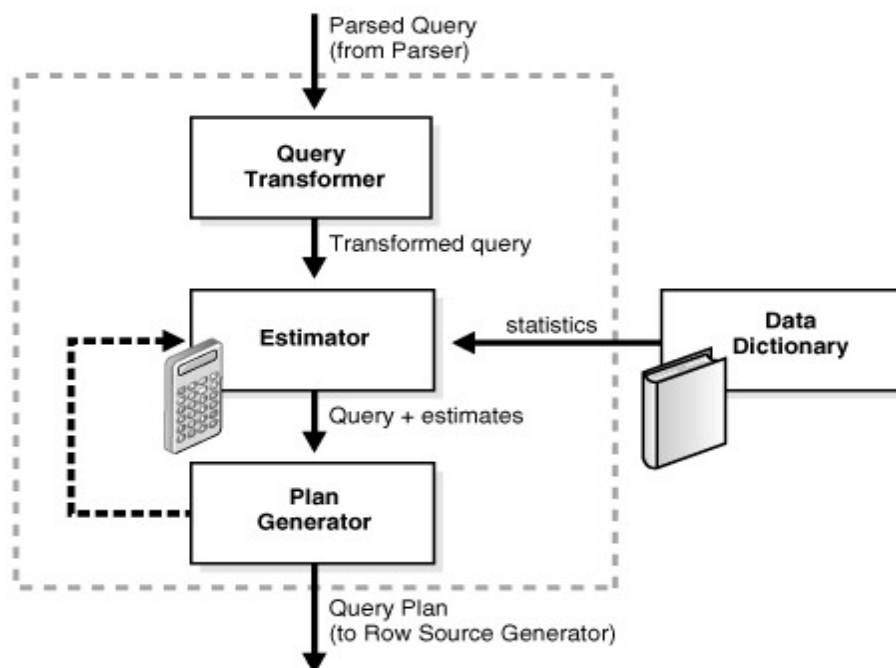 Parsed Query
(from Parser)
Query
Transformer
Transformed query
Estimator
statistics
Data
Dictionary
Query + estimates
Plan
Generator
Query Plan
(to Row Source Generator)